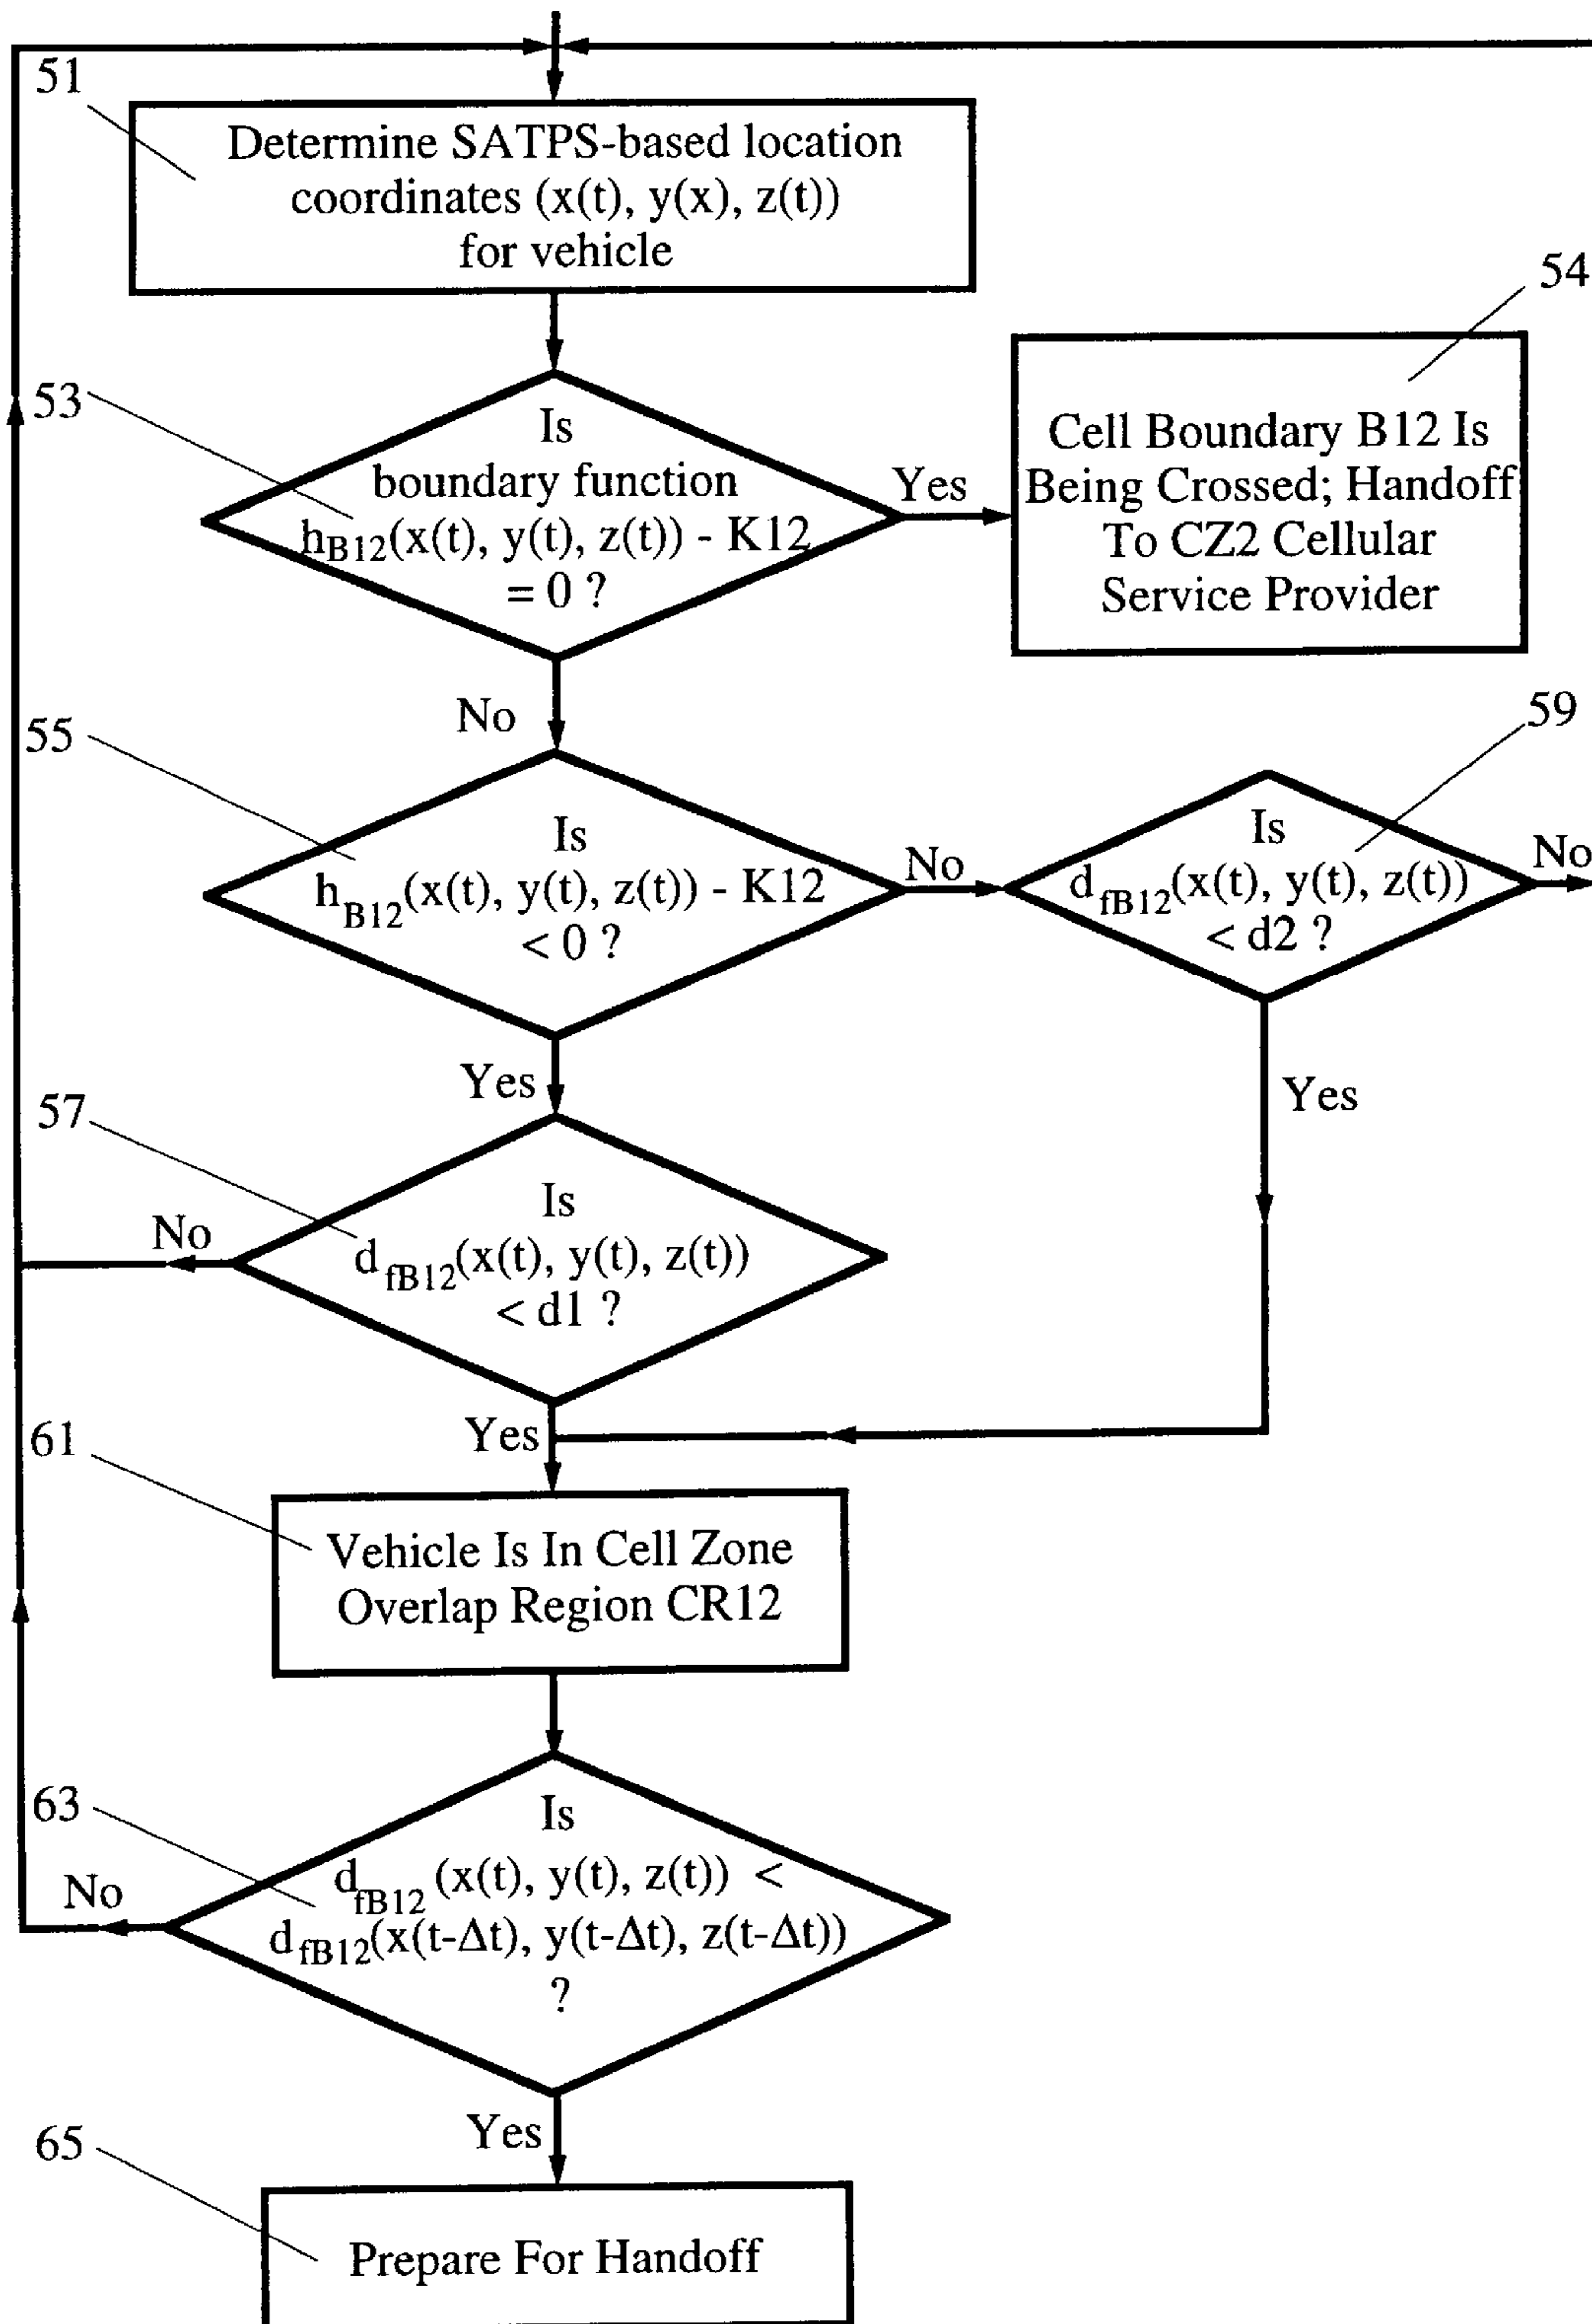 51
Determine SATPS-based location
coordinates (x(t), y(x), z(t))
for vehicle
54
53
Is
boundary function
hB12(x(t), y(t), z(t)) - K12
= 0 ?
Yes
Cell Boundary B12 Is
Being Crossed; Handoff
To CZ2 Cellular
Service Provider
No
55
59
Is
hB12(x(t), y(t), z(t)) - K12
< 0 ?
No
Is
dfB12(x(t), y(t), z(t))
< d2 ?
No
Yes
Yes
57
Is
dfB12(x(t), y(t), z(t))
< d1 ?
No
Yes
61
Vehicle Is In Cell Zone
Overlap Region CR12
63
Is
dfB12 (x(t), y(t), z(t)) <
dfB12(x(t-Δt), y(t-Δt), z(t-Δt))
?
No
Yes
65
Prepare For Handoff